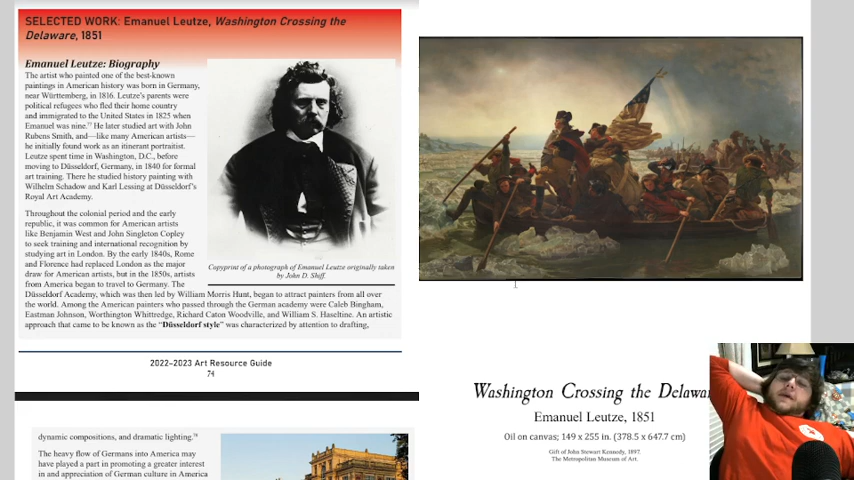 SELECTED WORK: Emanuel Leutze, Washington Crossing the
Delaware, 1851
Emanuel Leutze: Biography
The artist who painted one of the best-known
paintings in American history was born in Germany,
near Württemberg, in 1816. Leutze's parents were
political refugees who fled their home country
and immigrated to the United States in 1825 when
Emanuel was nine. He later studied art with John
Rubens Smith, and—like many American artists—
he initially found work as an itinerant portraitist.
Leutze spent time in Washington, D.C., before
moving to Düsseldorf, Germany, in 1840 for formal
art training. There he studied history painting with
Wilhelm Schadow and Karl Lessing at Düsseldorf's
Royal Art Academy.
Throughout the colonial period and the early
republic, it was common for American artists
like Benjamin West and John Singleton Copley
to seek training and international recognition by
studying art in London. By the early 1840s, Rome
and Florence had replaced London as the major
draw for American artists, but in the 1850s, artists
from America began to travel to Germany. The
Düsseldorf Academy, which was then led by William Morris Hunt, began to attract painters from all over
the world. Among the American painters who passed through the German academy were Caleb Bingham,
Eastman Johnson, Worthington Whittredge, Richard Caton Woodville, and William S. Haseltine. An artistic
approach that came to be known as the “Düsseldorf style” was characterized by attention to drafting,
Copyprint of a photograph of Emanuel Leutze originally taken
by John D. Shiff.
2022–2023 Art Resource Guide
74
dynamic compositions, and dramatic lighting.
The heavy flow of Germans into America may
have played a part in promoting a greater interest
in and appreciation of German culture in America
Washington Crossing the Delawar
Emanuel Leutze, 1851
Oil on canvas; 149 x 255 in. (378.5 x 647.7 cm)
Gift of John Stewart Kennedy, 1897.
The Metropolitan Museum of Art.